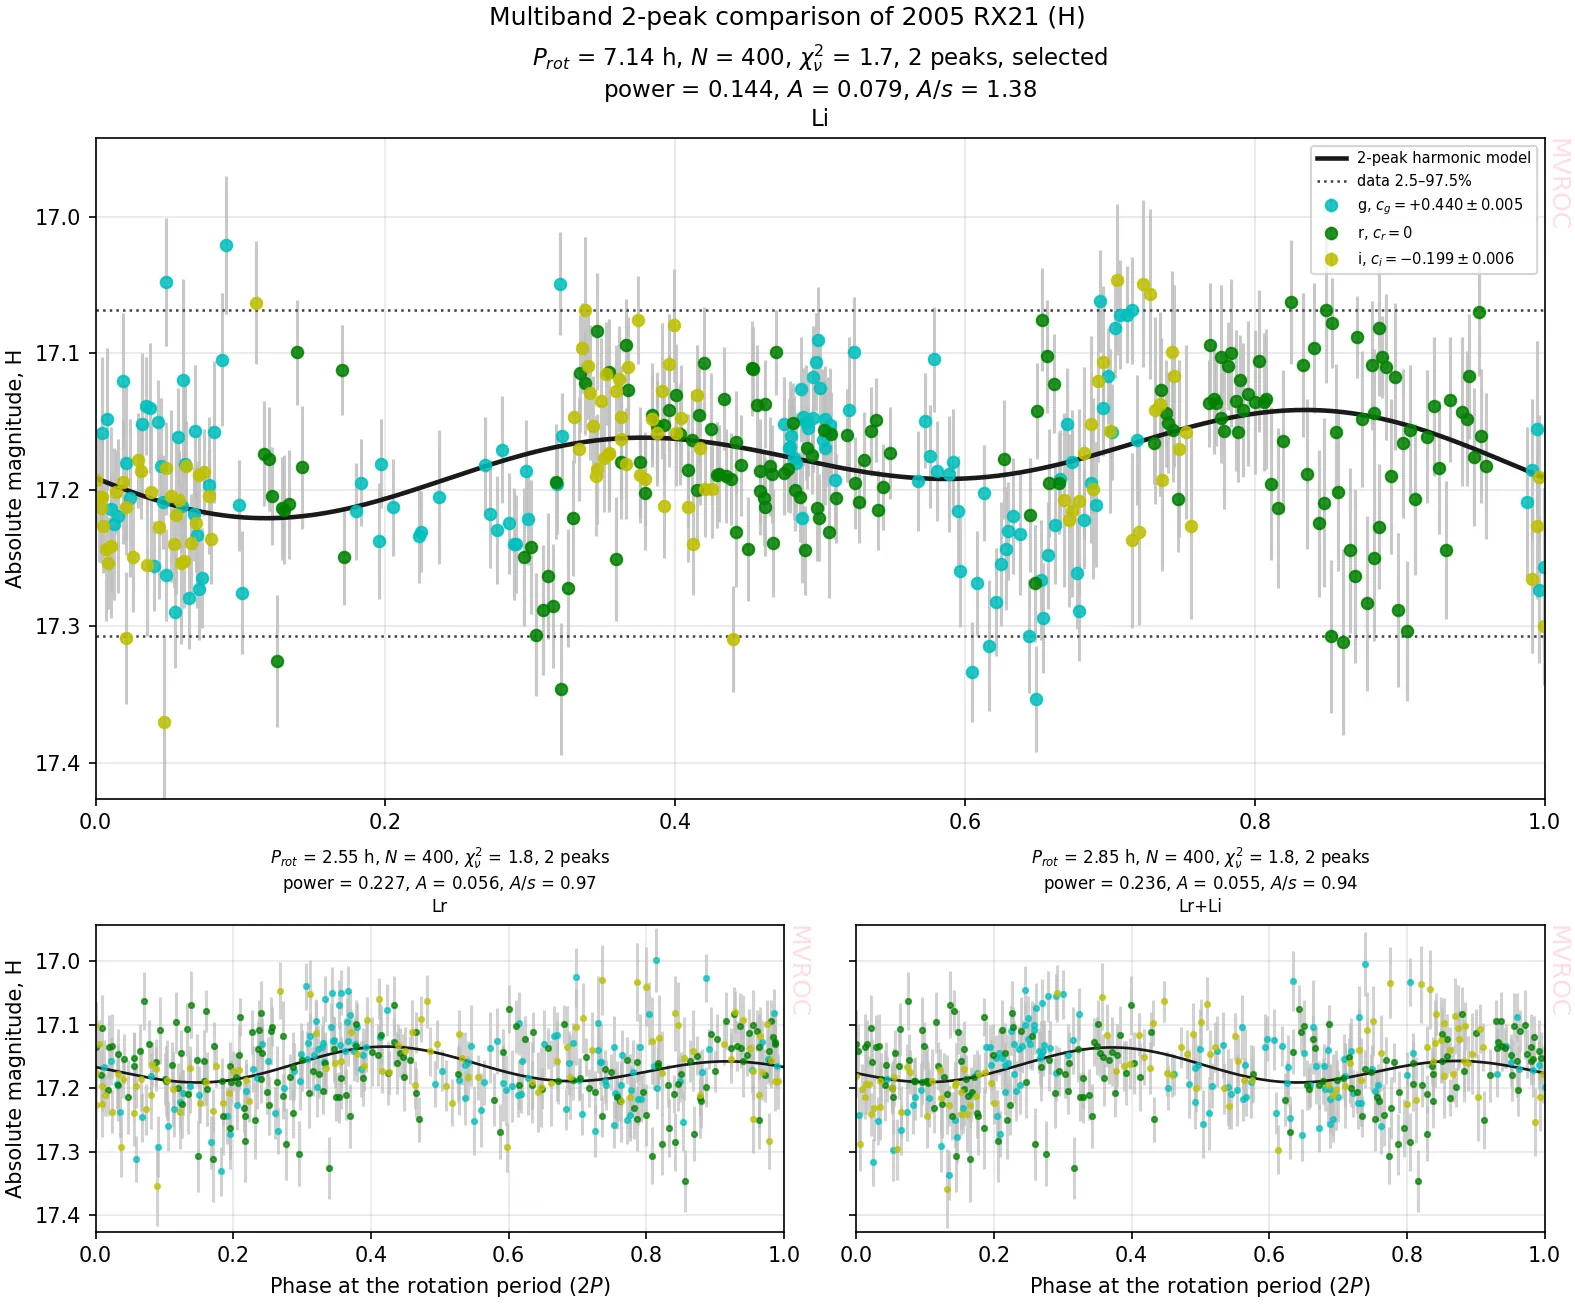 Multiband 2-peak comparison of 2005 RX21 (H)
P_rot = 7.14 h, N = 400, χ²_ν = 1.7, 2 peaks, selected
power = 0.144, A = 0.079, A/s = 1.38
Li
MVROC
Absolute magnitude, H
17.0
17.1
17.2
17.3
17.4
2-peak harmonic model
data 2.5–97.5%
g, c_g = +0.440 ± 0.005
r, c_r = 0
i, c_i = −0.199 ± 0.006
0.0 0.2 0.4 0.6 0.8 1.0
P_rot = 2.55 h, N = 400, χ²_ν = 1.8, 2 peaks
power = 0.227, A = 0.056, A/s = 0.97
Lr
MVROC
Absolute magnitude, H
17.0
17.1
17.2
17.3
17.4
0.0 0.2 0.4 0.6 0.8 1.0
Phase at the rotation period (2P)
P_rot = 2.85 h, N = 400, χ²_ν = 1.8, 2 peaks
power = 0.236, A = 0.055, A/s = 0.94
Lr+Li
MVROC
0.0 0.2 0.4 0.6 0.8 1.0
Phase at the rotation period (2P)